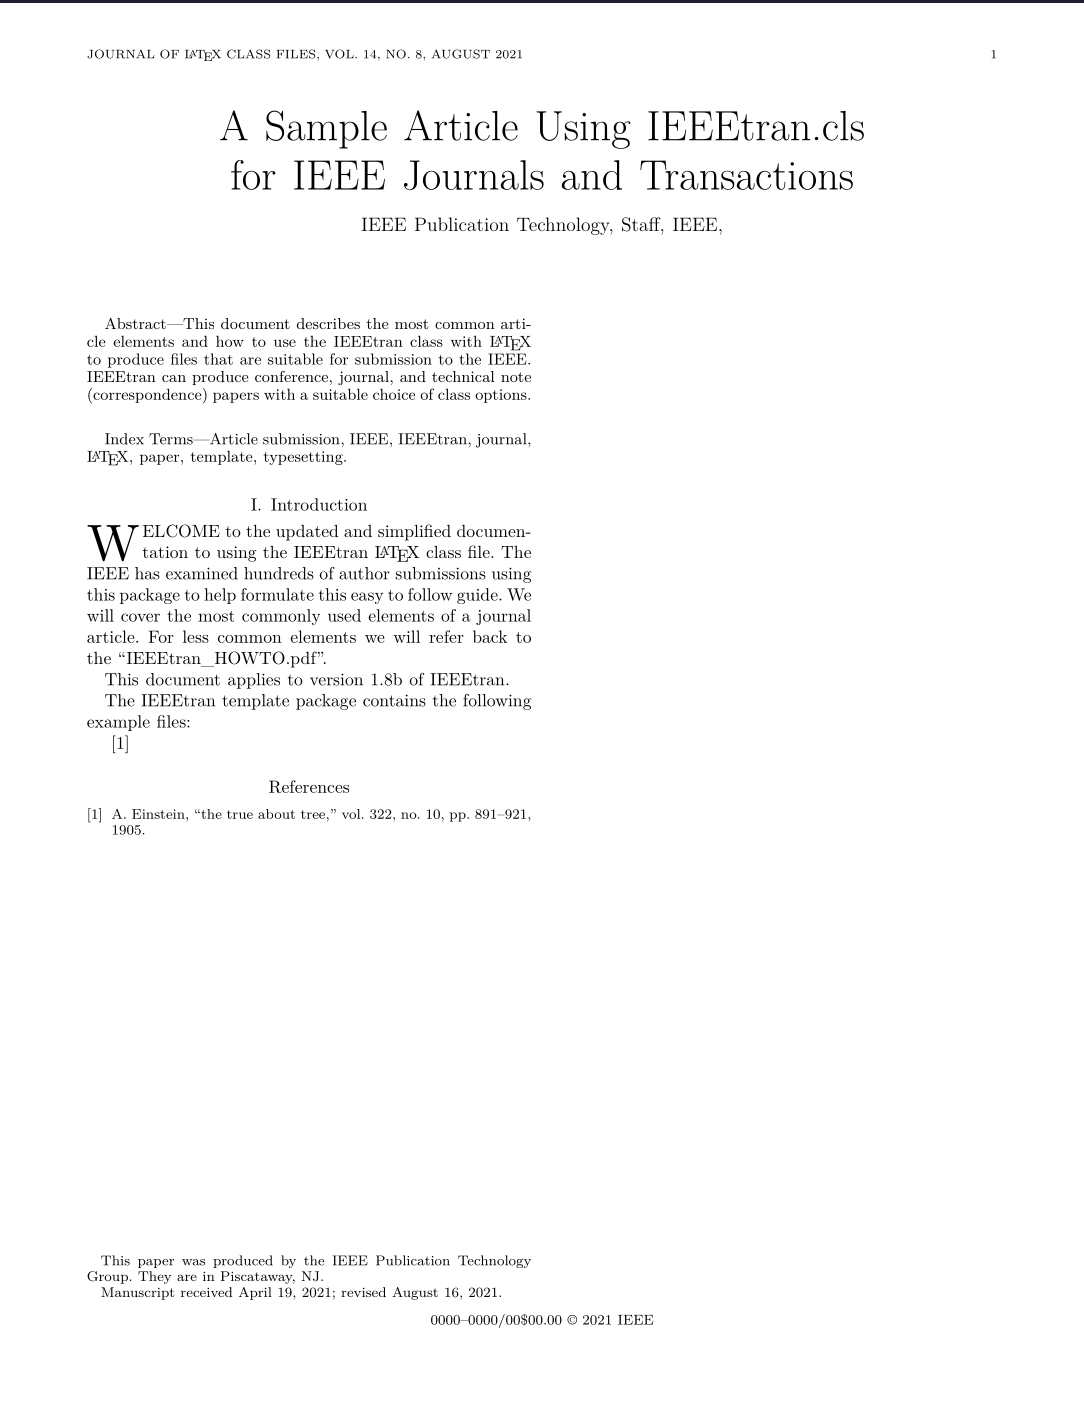 JOURNAL OF LATEX CLASS FILES, VOL. 14, NO. 8, AUGUST 2021 1
A Sample Article Using IEEEtran.cls
for IEEE Journals and Transactions
IEEE Publication Technology, Staff, IEEE,
Abstract—This document describes the most common arti-
cle elements and how to use the IEEEtran class with LATEX
to produce files that are suitable for submission to the IEEE.
IEEEtran can produce conference, journal, and technical note
(correspondence) papers with a suitable choice of class options.
Index Terms—Article submission, IEEE, IEEEtran, journal,
LATEX, paper, template, typesetting.
I. Introduction
WELCOME to the updated and simplified documen-
tation to using the IEEEtran LATEX class file. The
IEEE has examined hundreds of author submissions using
this package to help formulate this easy to follow guide. We
will cover the most commonly used elements of a journal
article. For less common elements we will refer back to
the “IEEEtran_HOWTO.pdf”.
This document applies to version 1.8b of IEEEtran.
The IEEEtran template package contains the following
example files:
[1]
References
[1] A. Einstein, “the true about tree,” vol. 322, no. 10, pp. 891–921,
1905.
This paper was produced by the IEEE Publication Technology
Group. They are in Piscataway, NJ.
Manuscript received April 19, 2021; revised August 16, 2021.
0000–0000/00$00.00 © 2021 IEEE